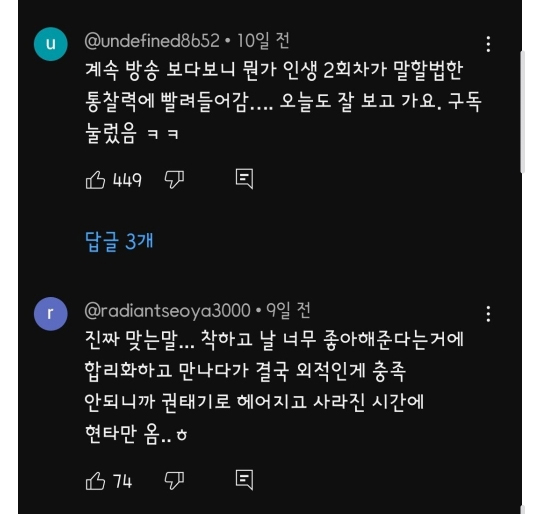 u
@undefined8b52 • 10일 전
계속 방송 보다보니 뭔가 인생 2회차가 말할법한
통찰력에 빨려들어감.... 오늘도 잘 보고 가요. 구독
눌렀음 ㅋㅋ
449
답글 3개
r
@radiantseoya3000 • 9일 전
진짜 맞는말... 착하고 날 너무 좋아해준다는거에
합리화하고 만나다가 결국 외적인게 충족
안되니까 권태기로 헤어지고 사라진 시간에
현타만 옴..ㅎ
74